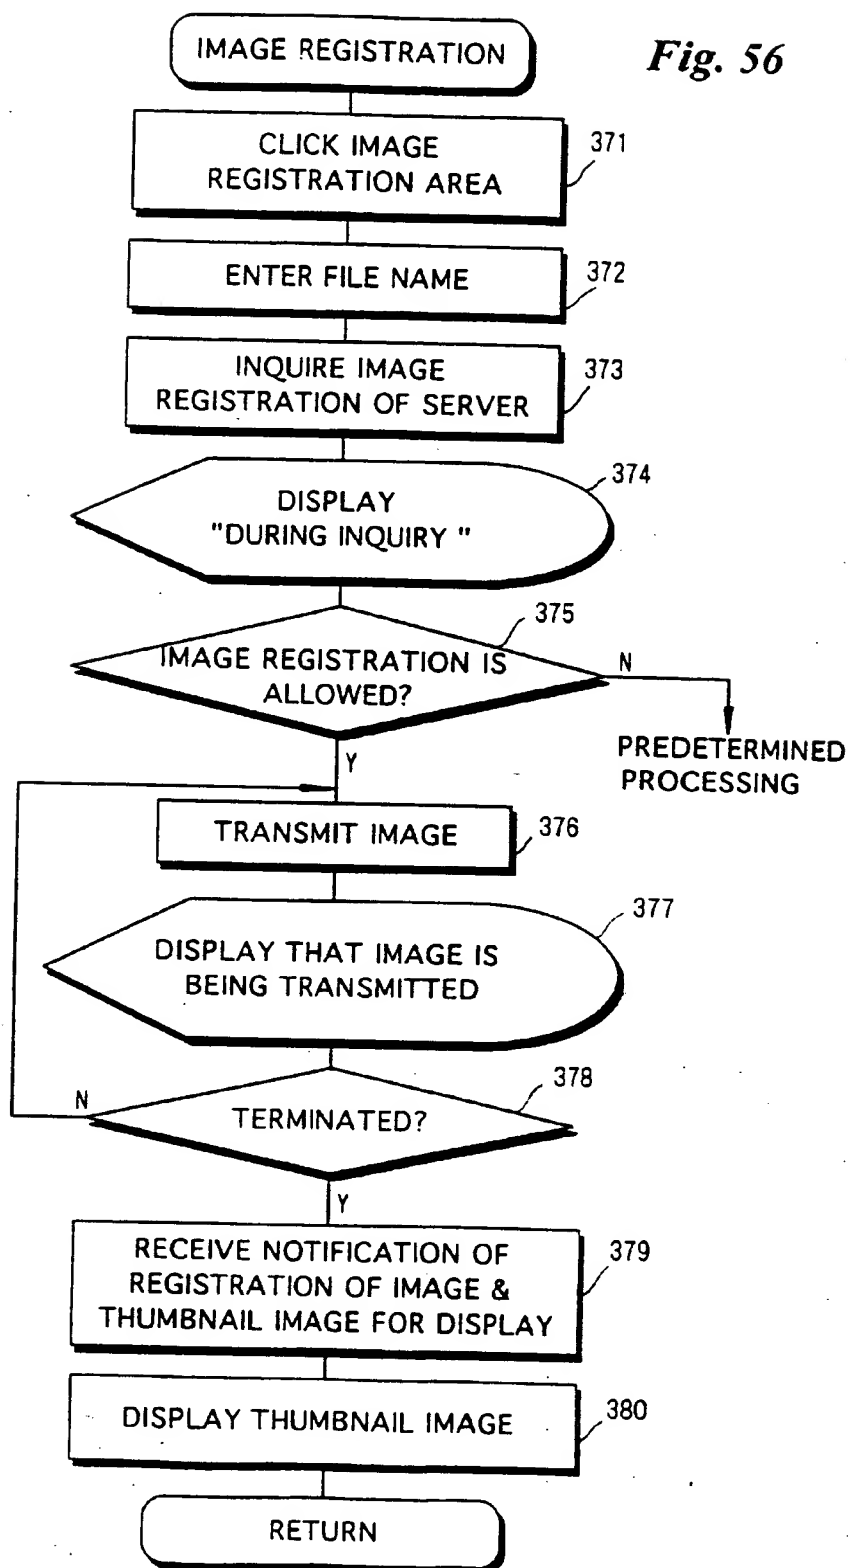 IMAGE REGISTRATION
Fig. 56
CLICK IMAGE
REGISTRATION AREA
371
ENTER FILE NAME
372
INQUIRE IMAGE
REGISTRATION OF SERVER
373
DISPLAY
"DURING INQUIRY "
374
IMAGE REGISTRATION IS
ALLOWED?
375
N
PREDETERMINED
PROCESSING
Y
TRANSMIT IMAGE
376
DISPLAY THAT IMAGE IS
BEING TRANSMITTED
377
TERMINATED?
378
N
Y
RECEIVE NOTIFICATION OF
REGISTRATION OF IMAGE &
THUMBNAIL IMAGE FOR DISPLAY
379
DISPLAY THUMBNAIL IMAGE
380
RETURN